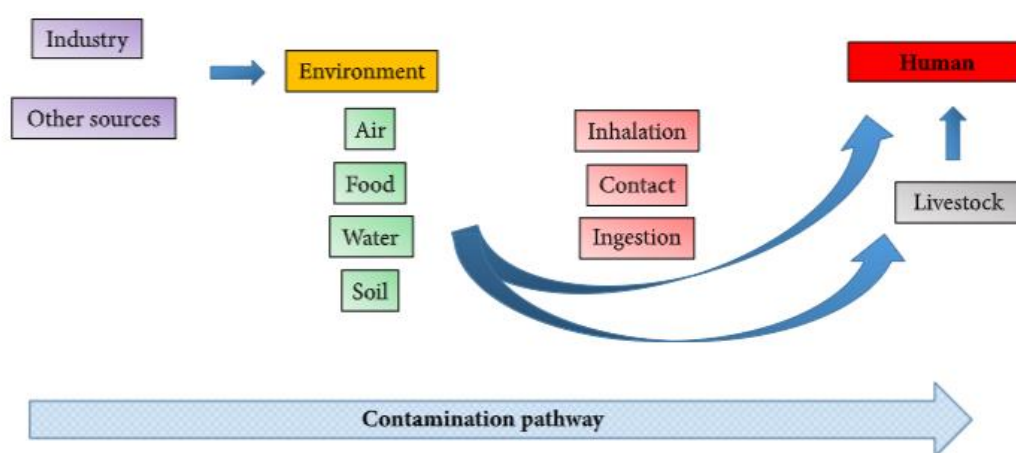 Industry
Other sources
Environment
Air
Food
Water
Soil
Inhalation
Contact
Ingestion
Human
Livestock
Contamination pathway